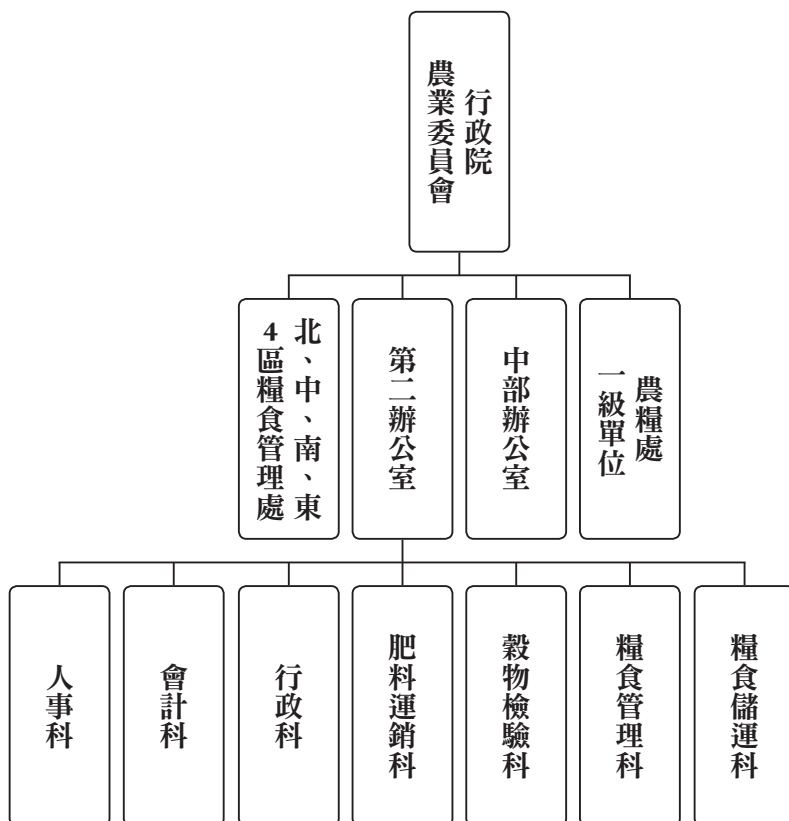 行政院
農業委員會
農糧處
一級單位
中部辦公室
第二辦公室
北、中、南、東
4區糧食管理處
糧食儲運科
糧食管理科
穀物檢驗科
肥料運銷科
行政科
會計科
人事科